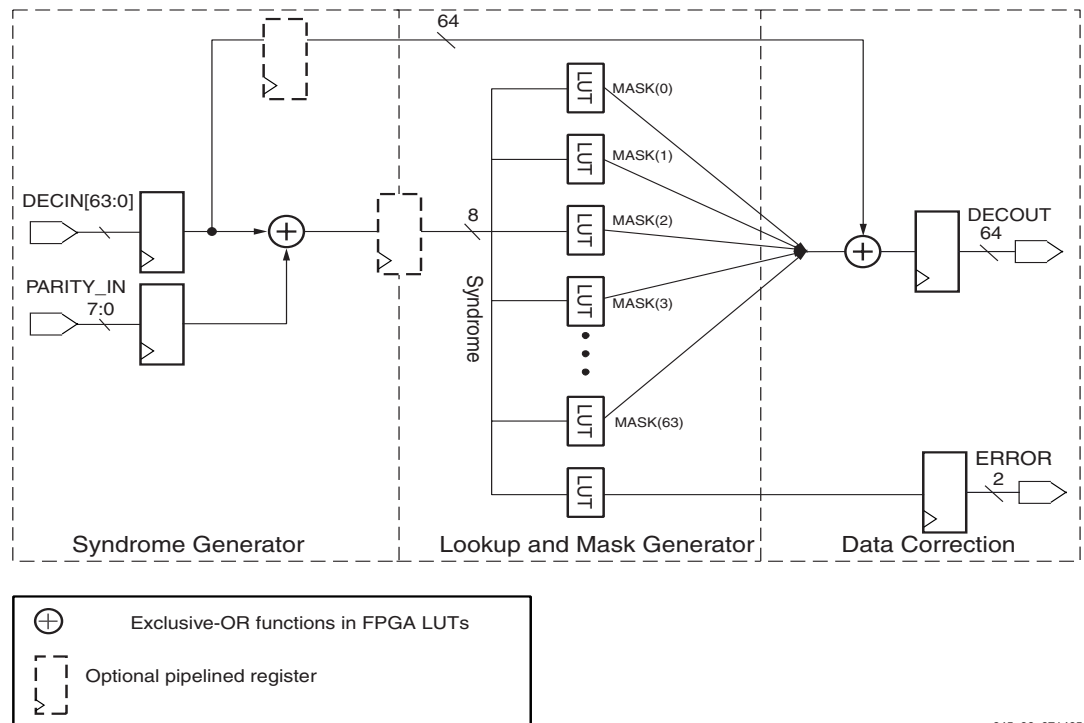 64
LUT
MASK(0)
LUT
MASK(1)
DECIN[63:0]
LUT
MASK(2)
8
DECOUT
64
PARITY_IN
7:0
Syndrome
LUT
MASK(3)
LUT
MASK(63)
ERROR
2
LUT
Syndrome Generator
Lookup and Mask Generator
Data Correction
Exclusive-OR functions in FPGA LUTs
Optional pipelined register